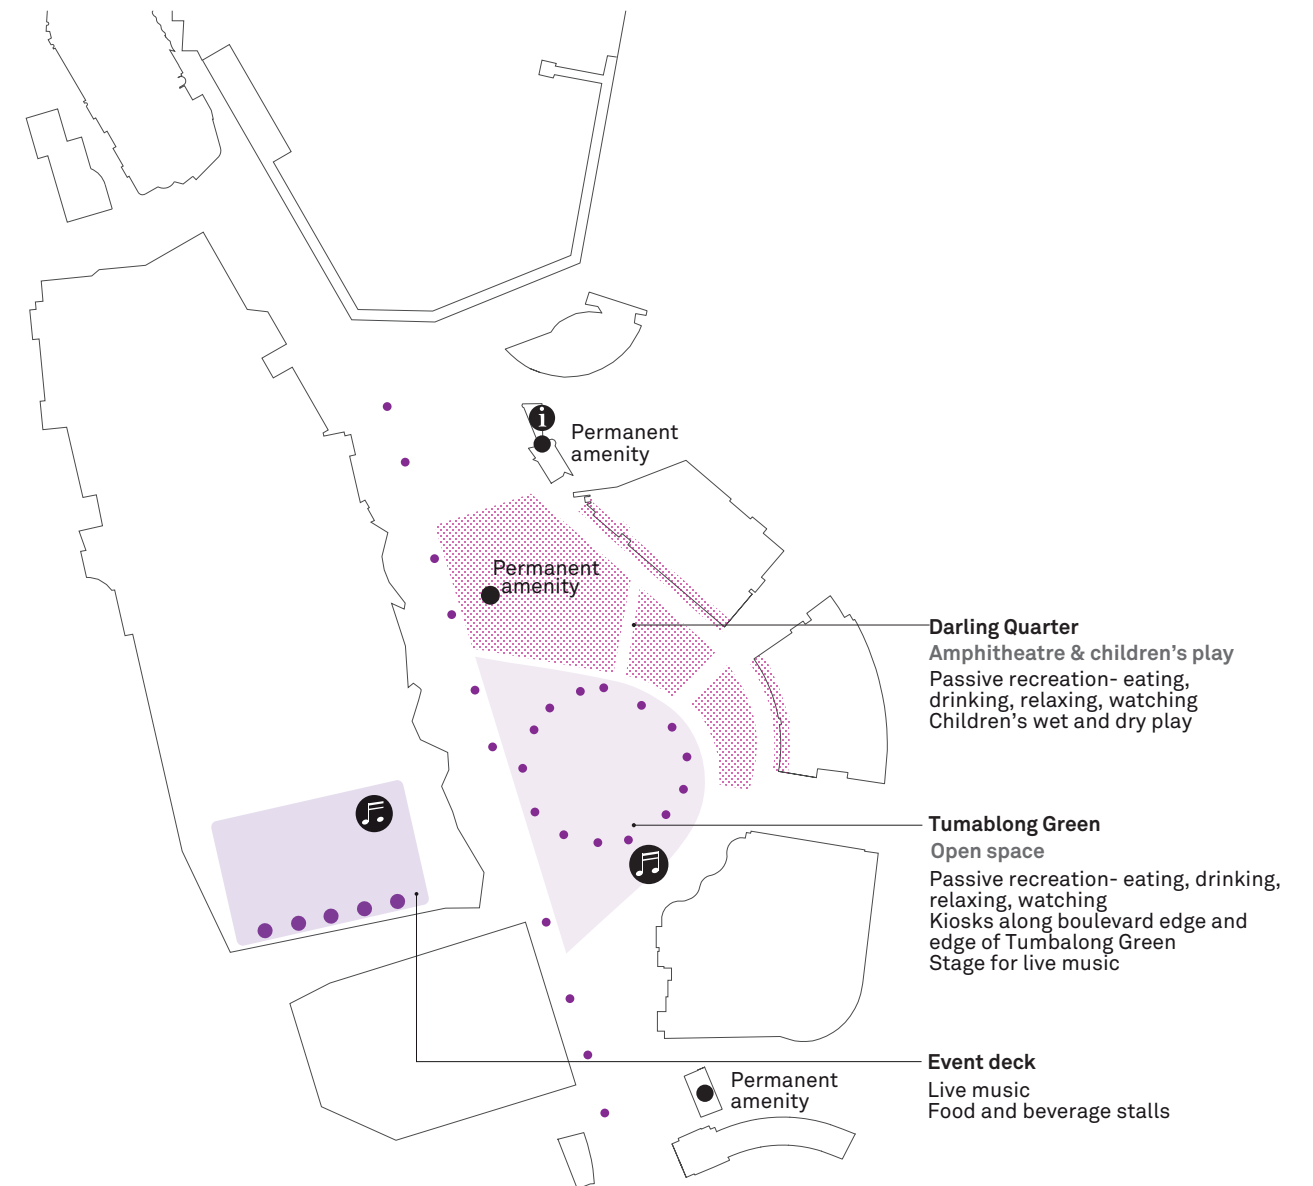 Permanent
amenity
Permanent
amenity
Darling Quarter
Amphitheatre & children's play
Passive recreation- eating,
drinking, relaxing, watching
Children's wet and dry play
Tumablong Green
Open space
Passive recreation- eating, drinking,
relaxing, watching
Kiosks along boulevard edge and
edge of Tumbalong Green
Stage for live music
Event deck
Live music
Food and beverage stalls
Permanent
amenity